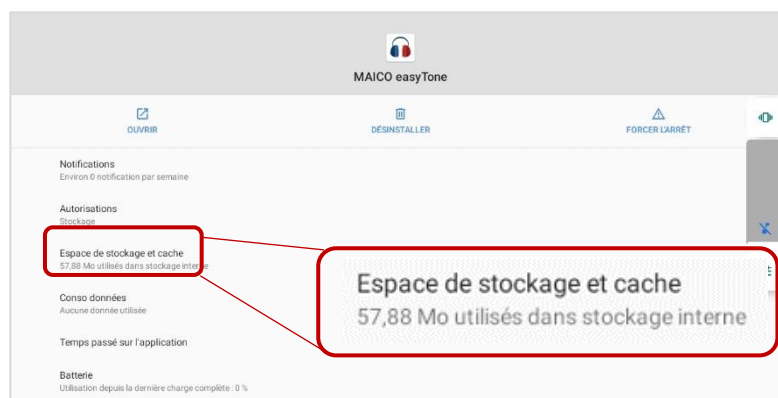 MAICO easyTone
OUVRIR
DÉSINSTALLER
FORCER L'ARRÊT
Notifications
Environ 0 notification par semaine
Autorisations
Stockage
Espace de stockage et cache
57,88 Mo utilisés dans stockage interne
Espace de stockage et cache
57,88 Mo utilisés dans stockage interne
Conso données
Aucune donnée utilisée
Temps passé sur l'application
Batterie
Utilisation depuis la dernière charge complète : 0 %